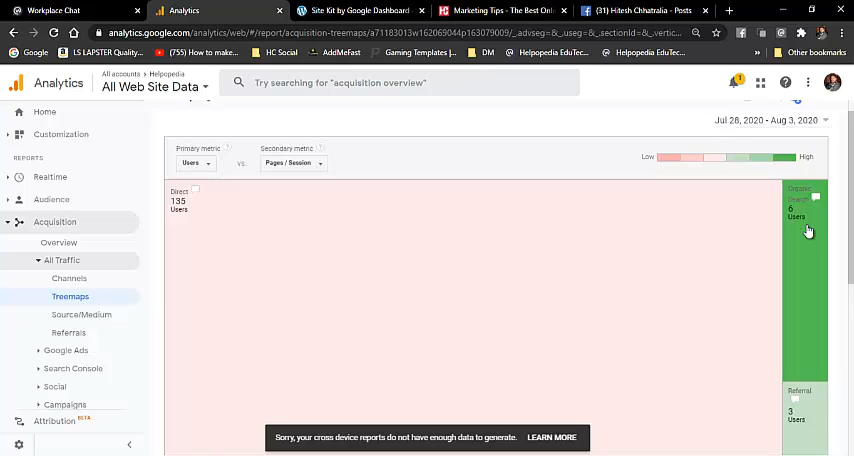 Workplace Chat
Analytics
Site Kit by Google Dashboard
Marketing Tips - The Best Onli
(31) Hitesh Chhatralia - Posts
analytics.google.com/analytics/web/#/report/acquisition-treemaps/a71183013w162069044p163079009/_.advseg=&_.useg=&_.sectionId=&_.vertic...
Google
LS LAPSTER Quality...
(755) How to make...
HC Social
AddMeFast
Gaming Templates |...
DM
Helpopedia EduTec...
Helpopedia EduTec...
»
Other bookmarks
Analytics
All accounts > Helpopedia
All Web Site Data
Try searching for "acquisition overview"
1
Home
Customization
REPORTS
Realtime
Audience
Acquisition
Overview
All Traffic
Channels
Treemaps
Source/Medium
Referrals
Google Ads
Search Console
Social
Campaigns
Attribution BETA
Jul 28, 2020 - Aug 3, 2020
Primary metric
Users
VS.
Secondary metric
Pages / Session
Low
High
Direct
135
Users
Organic
Search
6
Users
Referral
3
Users
Sorry, your cross device reports do not have enough data to generate. LEARN MORE